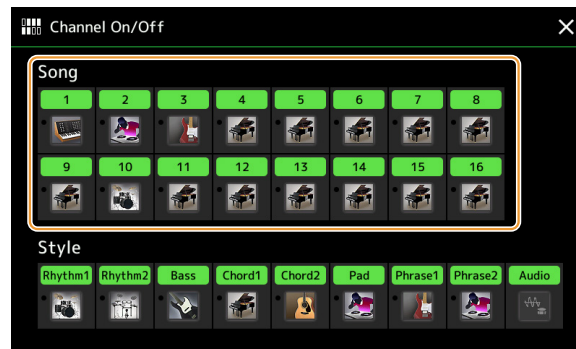 Channel On/Off
Song
1 2 3 4 5 6 7 8
9 10 11 12 13 14 15 16
Style
Rhythm1 Rhythm2 Bass Chord1 Chord2 Pad Phrase1 Phrase2 Audio